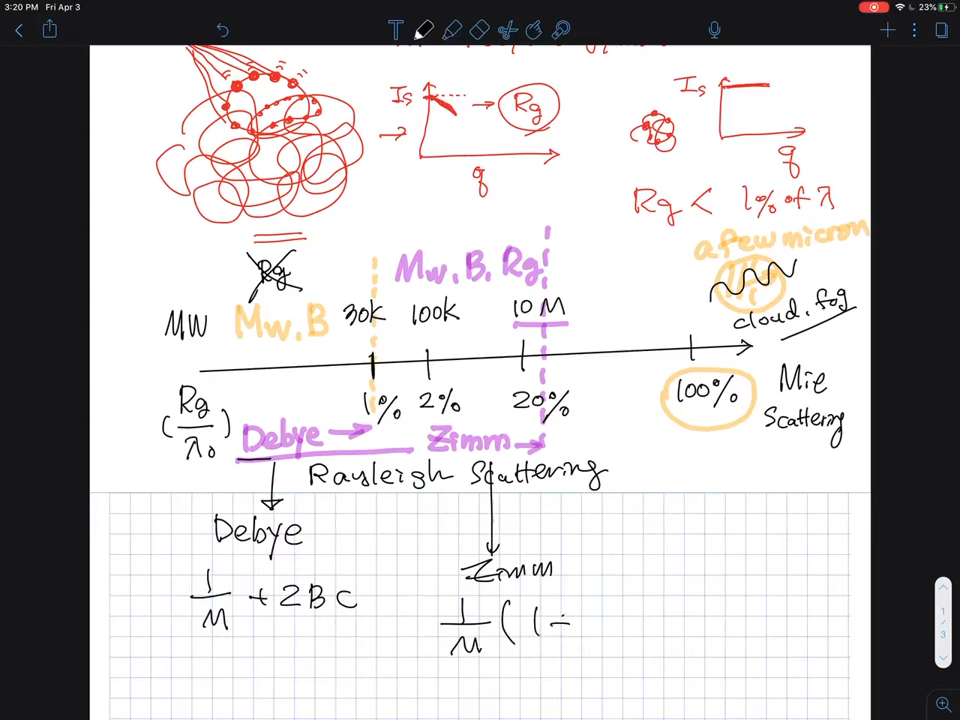 3:20 PM Fri Apr 3
23%
T
Is
Rg
q
Is
q
Rg < 1% of λ
a few micron
Rg
Mw. B. Rg
MW
Mw. B
30K
100K
10 M
cloud, fog
Rg
(—)
λ₀
1%
2%
20%
100%
Mie
Scattering
Debye → Zimm →
Rayleigh Scattering
Debye
Zimm
1/M + 2BC
1/M ( 1 =
1
/
3